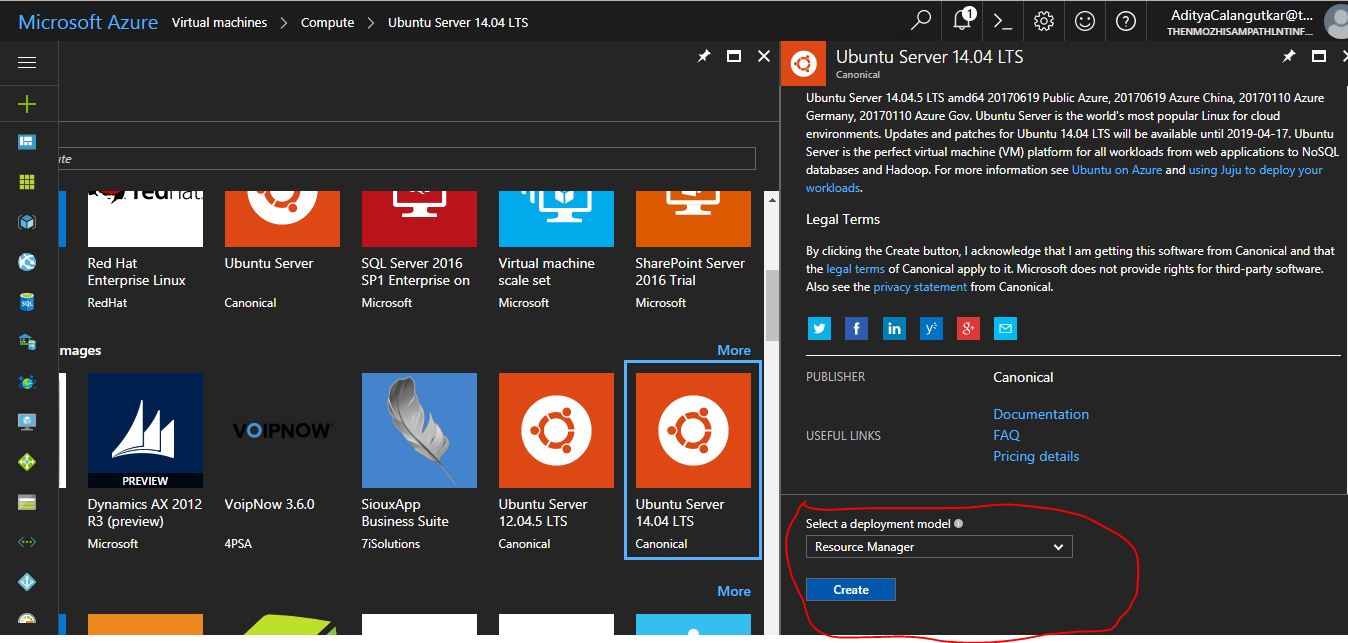 Microsoft Azure Virtual machines > Compute > Ubuntu Server 14.04 LTS
1
AdityaCalangutkar@t...
THENMOZHISAMPATHLNTINF...
ute
redhat.
SQL
Red Hat
Enterprise Linux
RedHat
Ubuntu Server
Canonical
SQL Server 2016
SP1 Enterprise on
Microsoft
Virtual machine
scale set
Microsoft
SharePoint Server
2016 Trial
Microsoft
mages
More
PREVIEW
Dynamics AX 2012
R3 (preview)
Microsoft
VOIPNOW
VoipNow 3.6.0
4PSA
SiouxApp
Business Suite
7iSolutions
Ubuntu Server
12.04.5 LTS
Canonical
Ubuntu Server
14.04 LTS
Canonical
More
Ubuntu Server 14.04 LTS
Canonical
Ubuntu Server 14.04.5 LTS amd64 20170619 Public Azure, 20170619 Azure China, 20170110 Azure
Germany, 20170110 Azure Gov. Ubuntu Server is the world's most popular Linux for cloud
environments. Updates and patches for Ubuntu 14.04 LTS will be available until 2019-04-17. Ubuntu
Server is the perfect virtual machine (VM) platform for all workloads from web applications to NoSQL
databases and Hadoop. For more information see Ubuntu on Azure and using Juju to deploy your
workloads.
Legal Terms
By clicking the Create button, I acknowledge that I am getting this software from Canonical and that
the legal terms of Canonical apply to it. Microsoft does not provide rights for third-party software.
Also see the privacy statement from Canonical.
PUBLISHER
Canonical
USEFUL LINKS
Documentation
FAQ
Pricing details
Select a deployment model
Resource Manager
Create